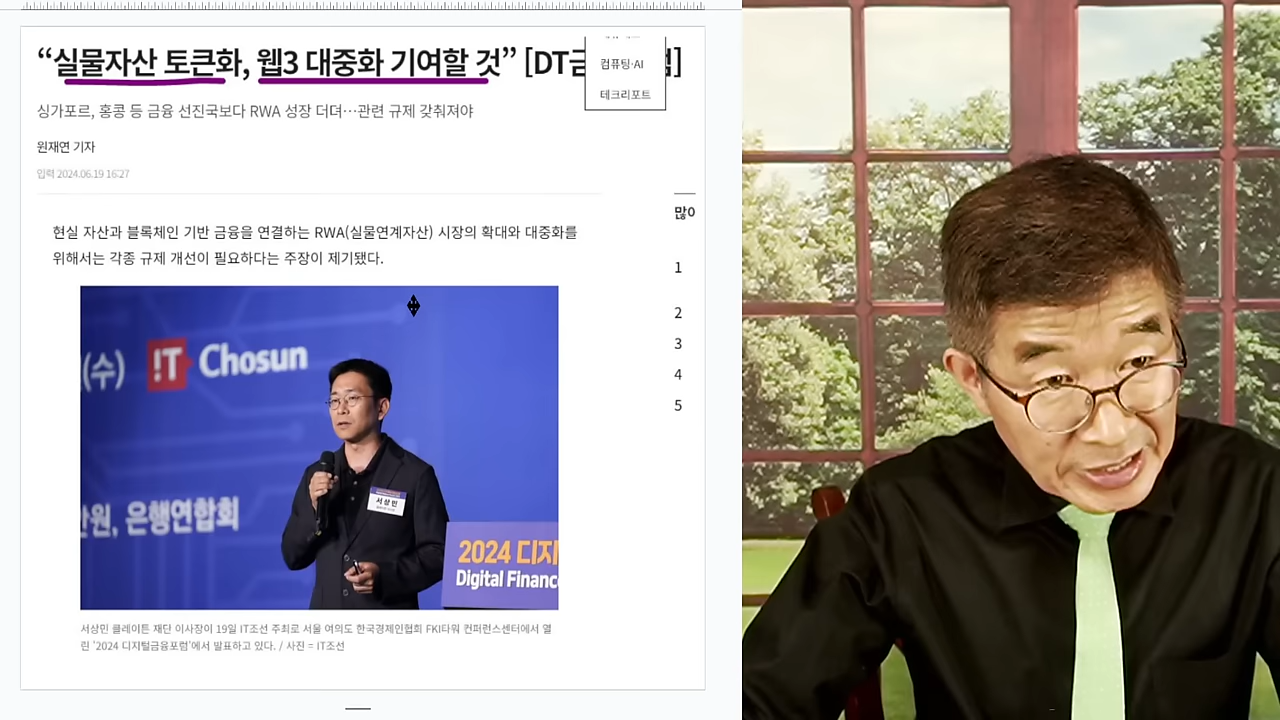 “실물자산 토큰화, 웹3 대중화 기여할 것” [DT금
컴퓨팅·AI
테크리포트
싱가포르, 홍콩 등 금융 선진국보다 RWA 성장 더뎌…관련 규제 갖춰져야
원재연 기자
입력 2024.06.19 16:27
많이
현실 자산과 블록체인 기반 금융을 연결하는 RWA(실물연계자산) 시장의 확대와 대중화를
위해서는 각종 규제 개선이 필요하다는 주장이 제기됐다.
1
2
3
4
5
(수) IT Chosun
서상민
만원, 은행연합회
2024 디지
Digital Financ
서상민 클레이튼 재단 이사장이 19일 IT조선 주최로 서울 여의도 한국경제인협회 FKI타워 컨퍼런스센터에서 열
린 '2024 디지털금융포럼'에서 발표하고 있다. / 사진 = IT조선